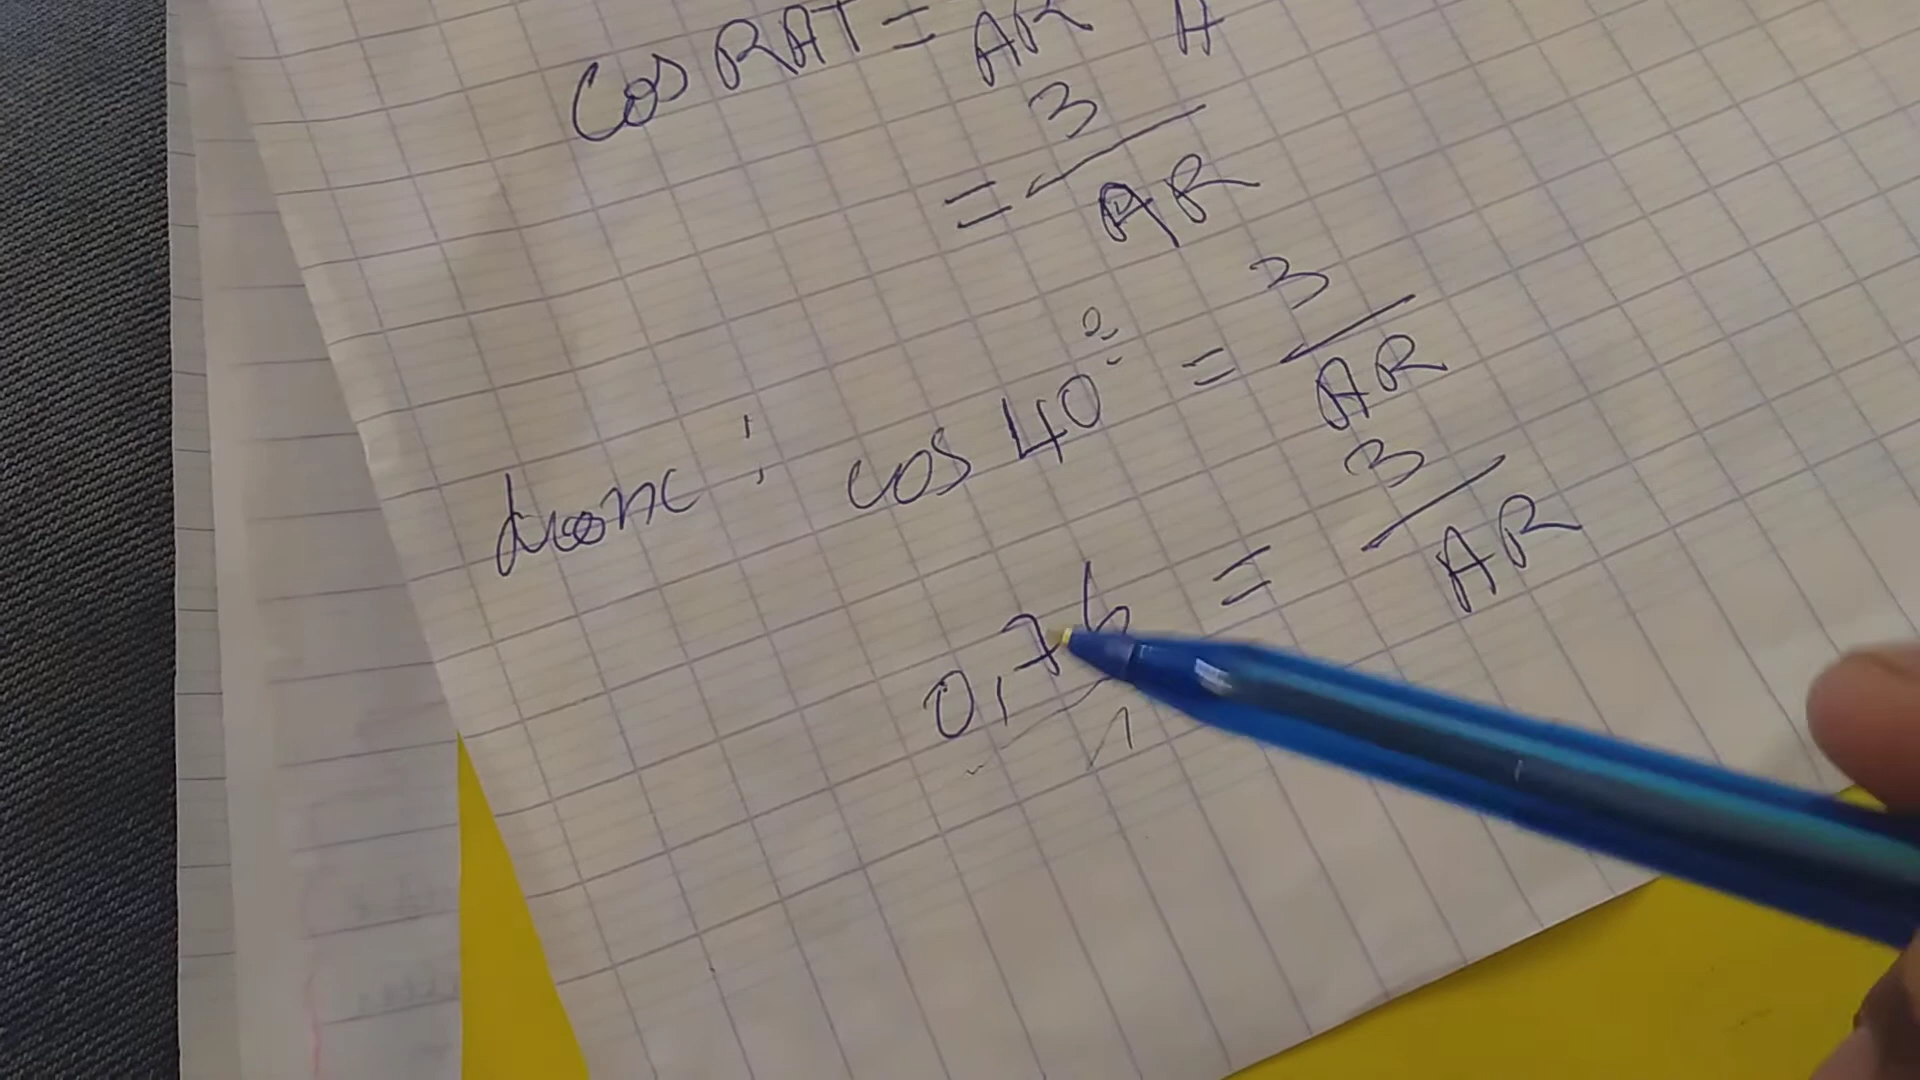 cos RAT = AR A
= 3/AR
donc : cos 40° = 3/AR
0,76 = 3/AR